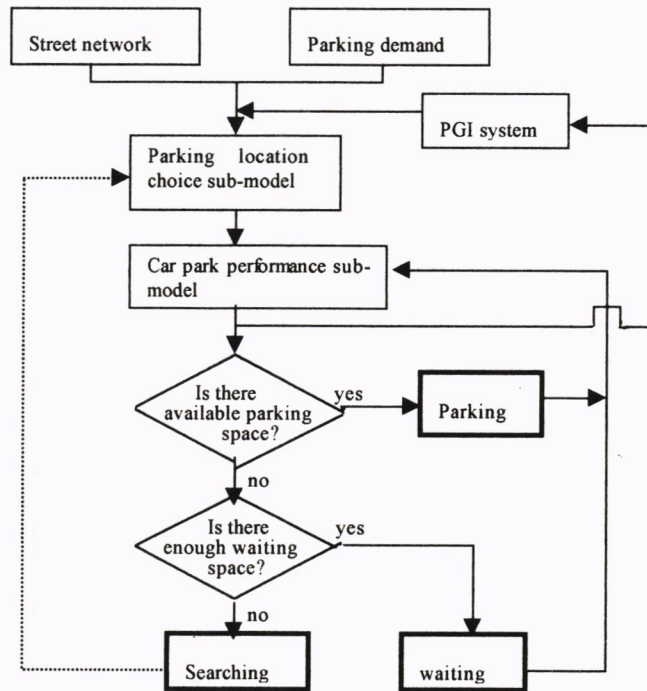 Street network
Parking demand
PGI system
Parking location
choice sub-model
Car park performance sub-
model
Is there
available parking
space?
yes
Parking
no
Is there
enough waiting
space?
yes
no
Searching
waiting